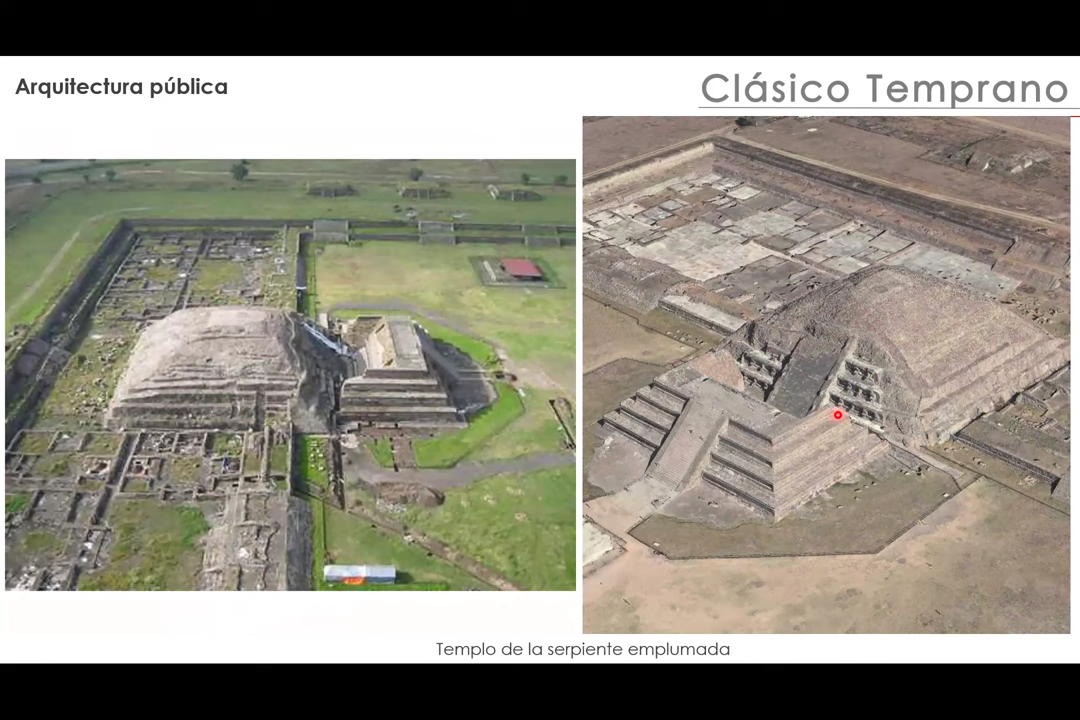 Arquitectura pública
Clásico Temprano
Templo de la serpiente emplumada